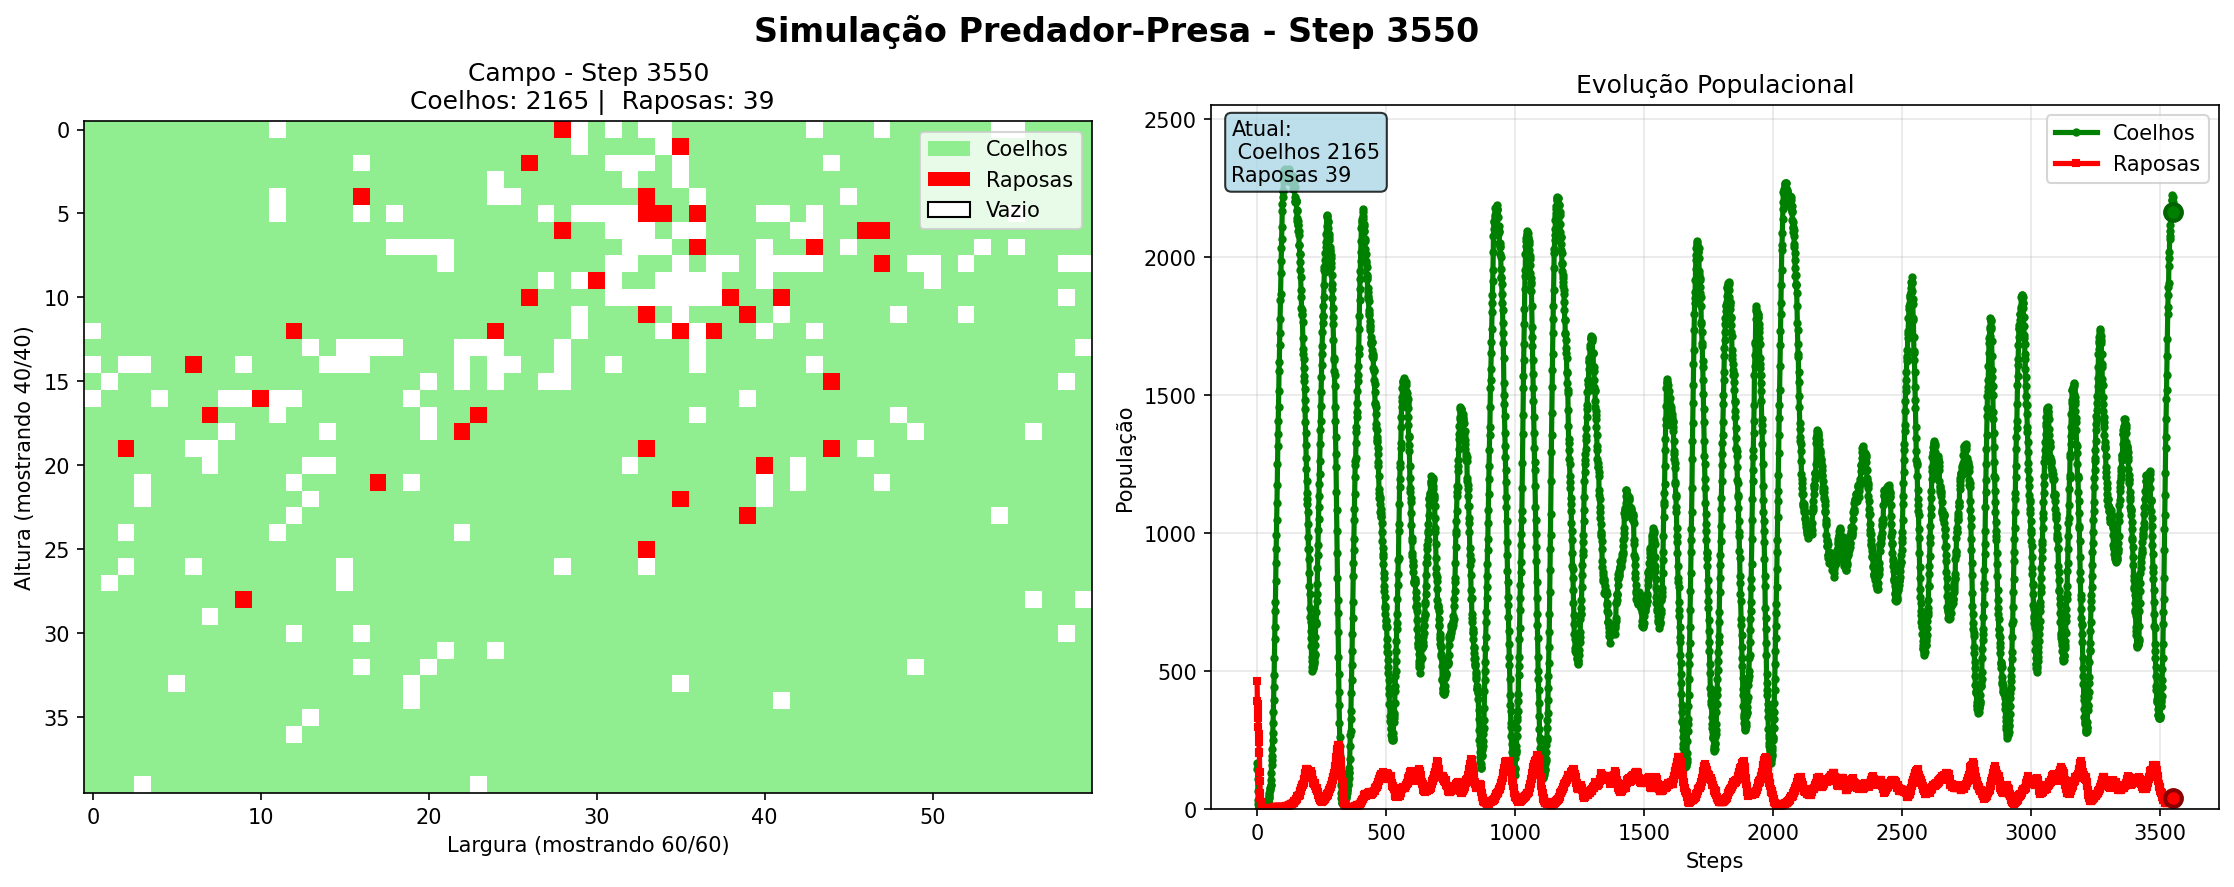 Simulação Predador-Presa - Step 3550
Campo - Step 3550
Coelhos: 2165 |  Raposas: 39
Coelhos
Raposas
Vazio
0
5
10
15
20
25
30
35
Altura (mostrando 40/40)
0
10
20
30
40
50
Largura (mostrando 60/60)
Evolução Populacional
Atual:
Coelhos 2165
Raposas 39
Coelhos
Raposas
2500
2000
1500
1000
500
0
População
0
500
1000
1500
2000
2500
3000
3500
Steps